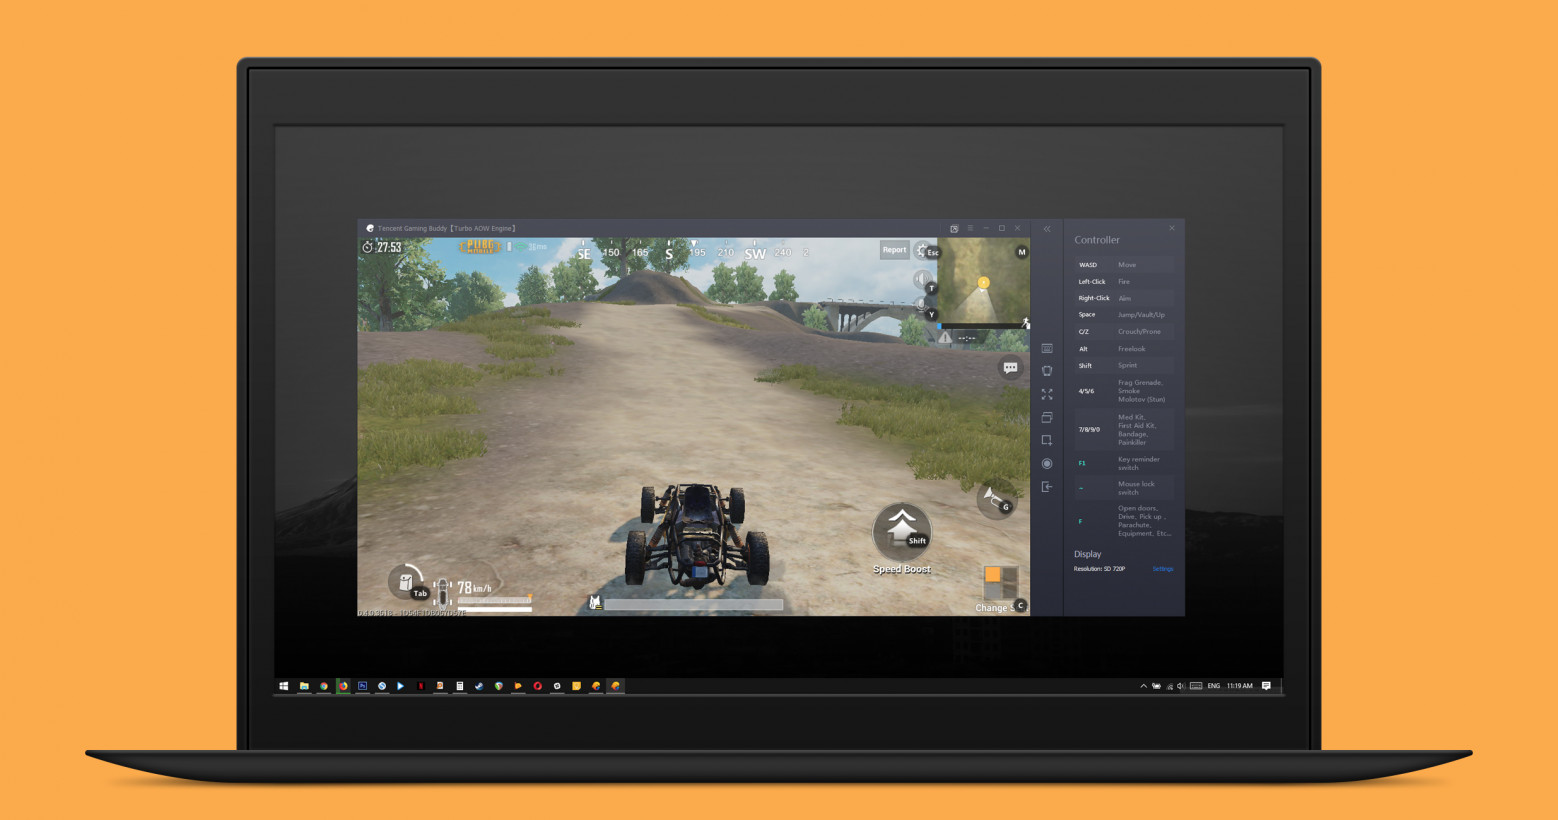 Tencent Gaming Buddy【Turbo AOW Engine】
27:53
PUBG
MOBILE
SE 150 165 S 195 210 SW 240 2
Report
Esc
M
T
Y
--:--
G
Shift
Speed Boost
Tab
78 km/h
Change S
C
Controller
WASD Move
Left-Click Fire
Right-Click Aim
Space Jump/Vault/Up
C/Z Crouch/Prone
Alt Freelook
Shift Sprint
4/5/6 Frag Grenade,
Smoke
Molotov (Stun)
7/8/9/0 Med Kit,
First Aid Kit,
Bandage,
Painkiller
F1 Key reminder
switch
~ Mouse lock
switch
F Open doors,
Drive, Pick up ,
Parachute,
Equipment, Etc...
Display
Resolution: SD 720P Settings
ENG 11:19 AM